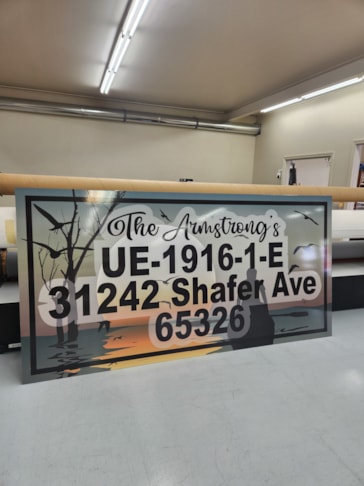 The Armstrong's
UE-1916-1-E
31242 Shafer Ave
65326